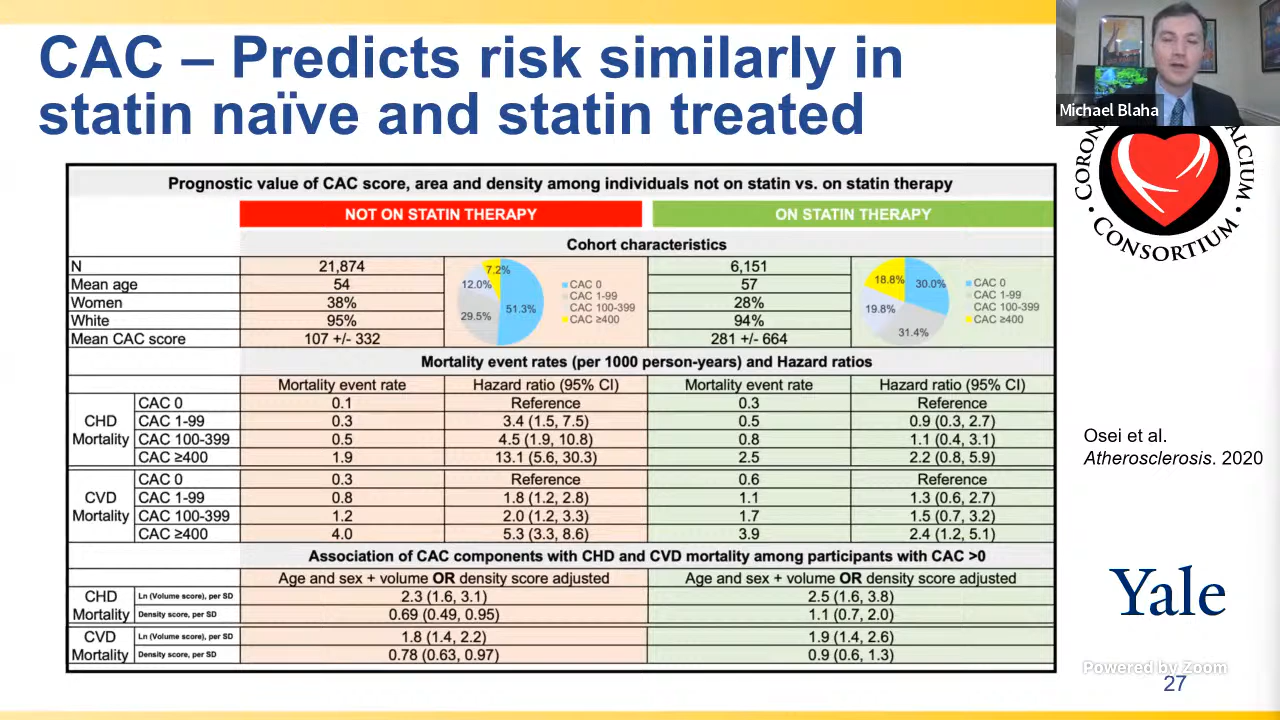 CAC – Predicts risk similarly in
statin naïve and statin treated
Michael Blaha
CORON
ALCIUM
CONSORTIUM
Prognostic value of CAC score, area and density among individuals not on statin vs. on statin therapy
NOT ON STATIN THERAPY ON STATIN THERAPY
Cohort characteristics
N 21,874 6,151
Mean age 54 57
Women 38% 28%
White 95% 94%
Mean CAC score 107 +/- 332 281 +/- 664
7.2%
12.0%
29.5%
51.3%
CAC 0
CAC 1-99
CAC 100-399
CAC ≥400
18.8%
30.0%
19.8%
31.4%
CAC 0
CAC 1-99
CAC 100-399
CAC ≥400
Mortality event rates (per 1000 person-years) and Hazard ratios
Mortality event rate Hazard ratio (95% CI) Mortality event rate Hazard ratio (95% CI)
CHD Mortality
CAC 0 0.1 Reference 0.3 Reference
CAC 1-99 0.3 3.4 (1.5, 7.5) 0.5 0.9 (0.3, 2.7)
CAC 100-399 0.5 4.5 (1.9, 10.8) 0.8 1.1 (0.4, 3.1)
CAC ≥400 1.9 13.1 (5.6, 30.3) 2.5 2.2 (0.8, 5.9)
CVD Mortality
CAC 0 0.3 Reference 0.6 Reference
CAC 1-99 0.8 1.8 (1.2, 2.8) 1.1 1.3 (0.6, 2.7)
CAC 100-399 1.2 2.0 (1.2, 3.3) 1.7 1.5 (0.7, 3.2)
CAC ≥400 4.0 5.3 (3.3, 8.6) 3.9 2.4 (1.2, 5.1)
Association of CAC components with CHD and CVD mortality among participants with CAC >0
Age and sex + volume OR density score adjusted Age and sex + volume OR density score adjusted
CHD Mortality
Ln (Volume score), per SD 2.3 (1.6, 3.1) 2.5 (1.6, 3.8)
Density score, per SD 0.69 (0.49, 0.95) 1.1 (0.7, 2.0)
CVD Mortality
Ln (Volume score), per SD 1.8 (1.4, 2.2) 1.9 (1.4, 2.6)
Density score, per SD 0.78 (0.63, 0.97) 0.9 (0.6, 1.3)
Osei et al.
Atherosclerosis. 2020
Yale
Powered by Zoom
27